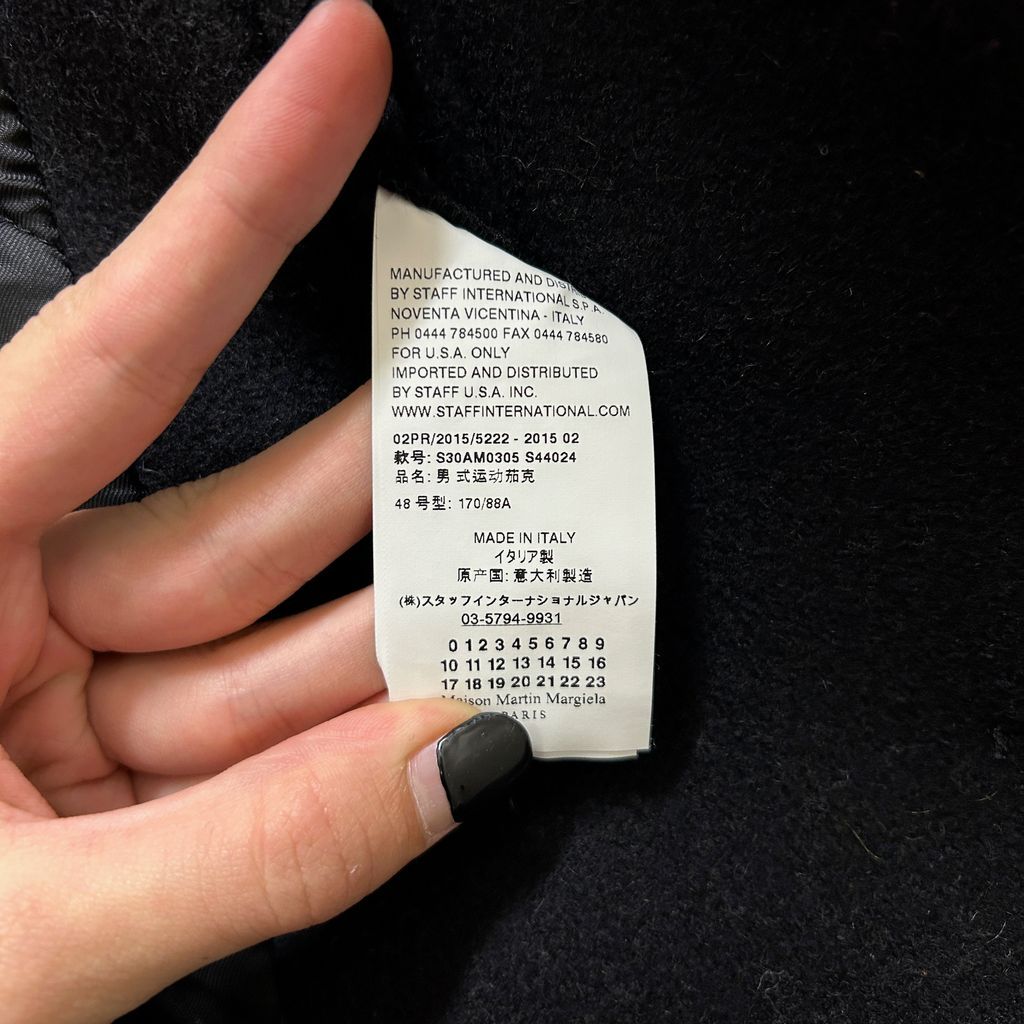 MANUFACTURED AND
BY STAFF INTERNATIONAL S.P.A.
NOVENTA VICENTINA - ITALY
PH 0444 784500 FAX 0444 784580
FOR U.S.A. ONLY
IMPORTED AND DISTRIBUTED
BY STAFF U.S.A. INC.
WWW.STAFFINTERNATIONAL.COM
02PR/2015/5222 - 2015 02
款号: S30AM0305 S44024
品名: 男 式运动茄克
48 号型: 170/88A
MADE IN ITALY
イタリア製
原产国: 意大利製造
(株)スタッフインターナショナルジャパン
03-5794-9931
0 1 2 3 4 5 6 7 8 9
10 11 12 13 14 15 16
17 18 19 20 21 22 23
Maison Martin Margiela
PARIS